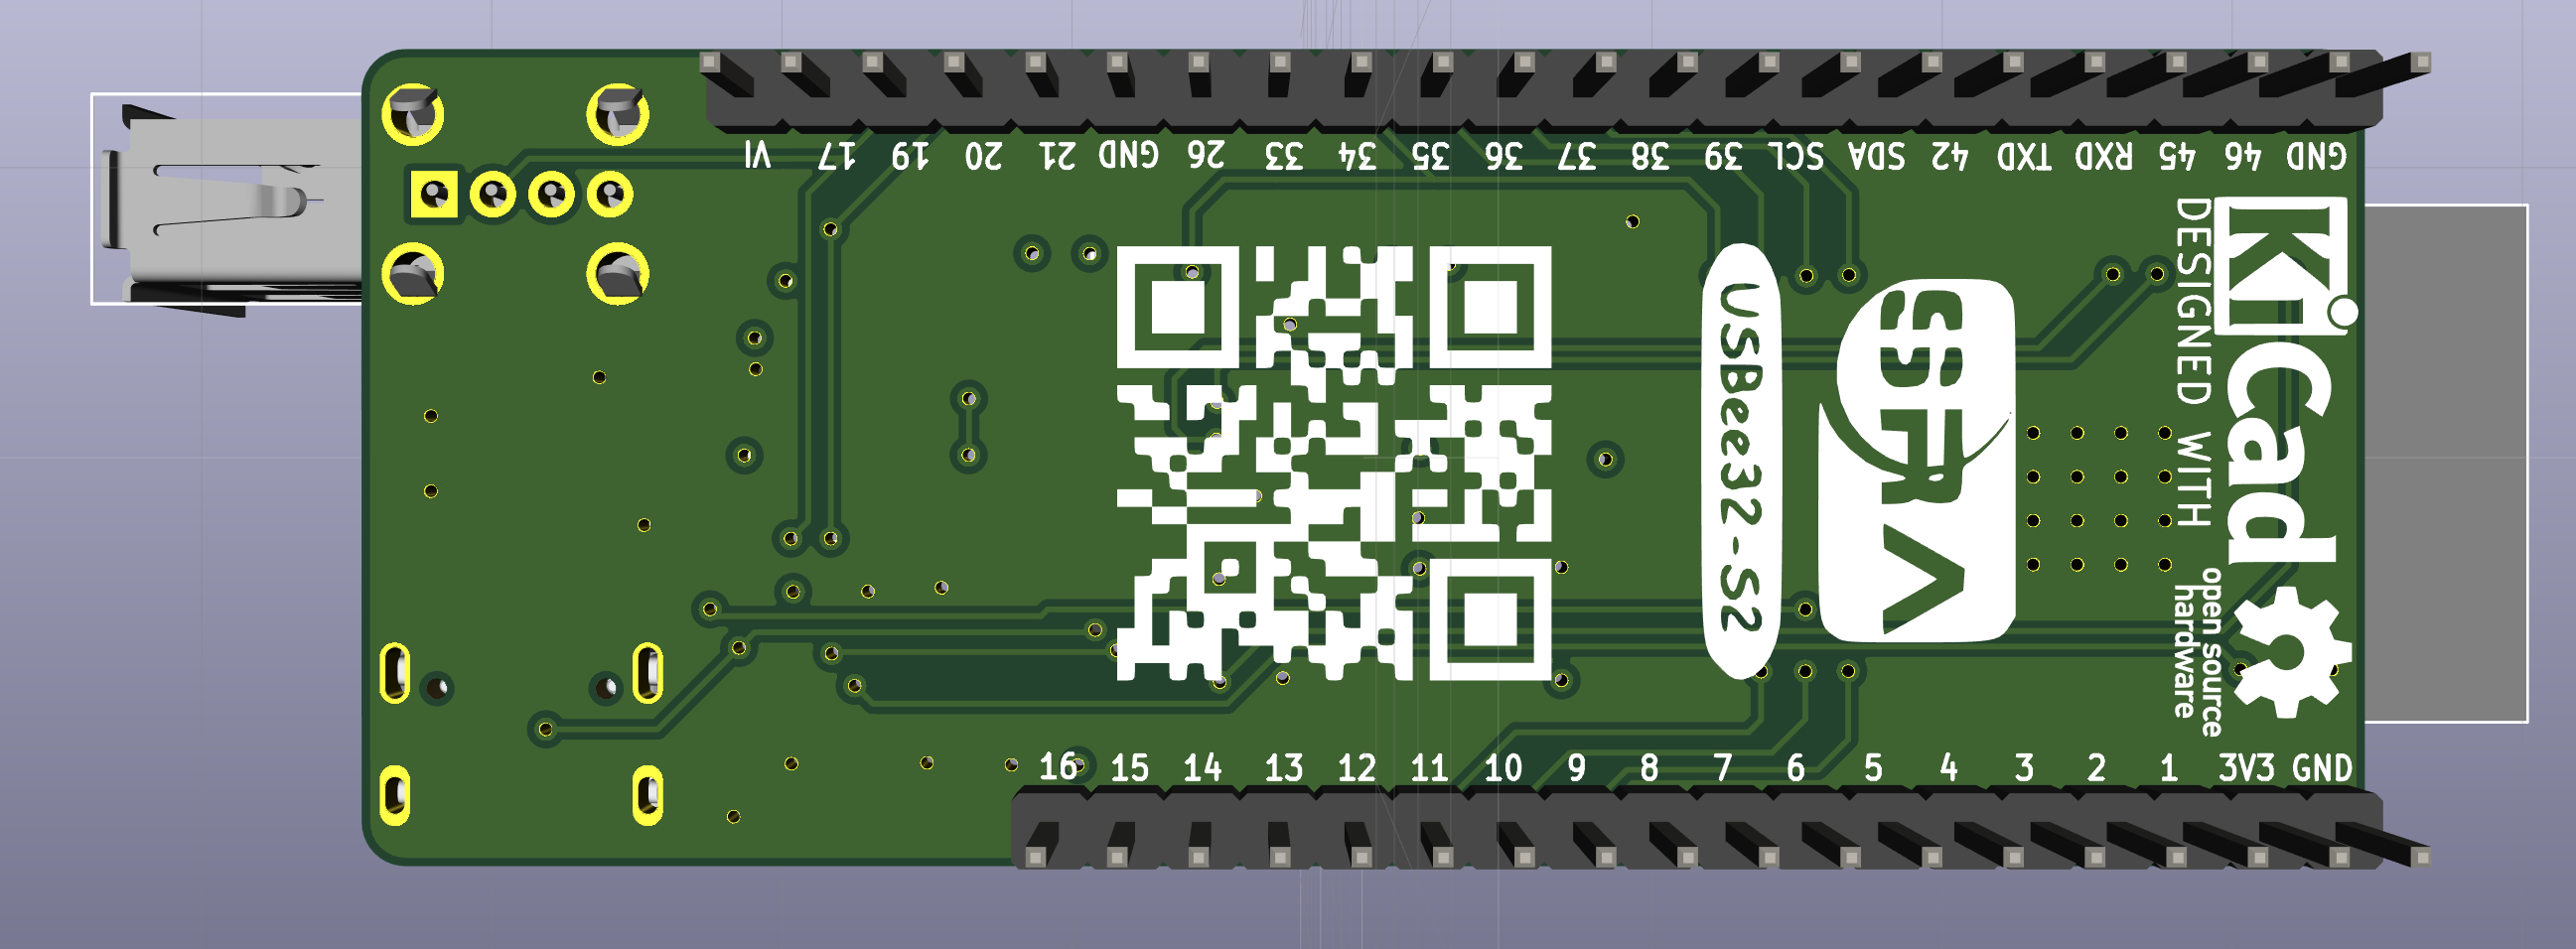 VI 17 19 20 21 GND 26 33 34 35 36 37 38 39 SCL SDA 42 TXD RXD 45 46 GND
USBee32-S2
DESIGNED WITH
KiCad
open source
hardware
16 15 14 13 12 11 10 9 8 7 6 5 4 3 2 1 3V3 GND